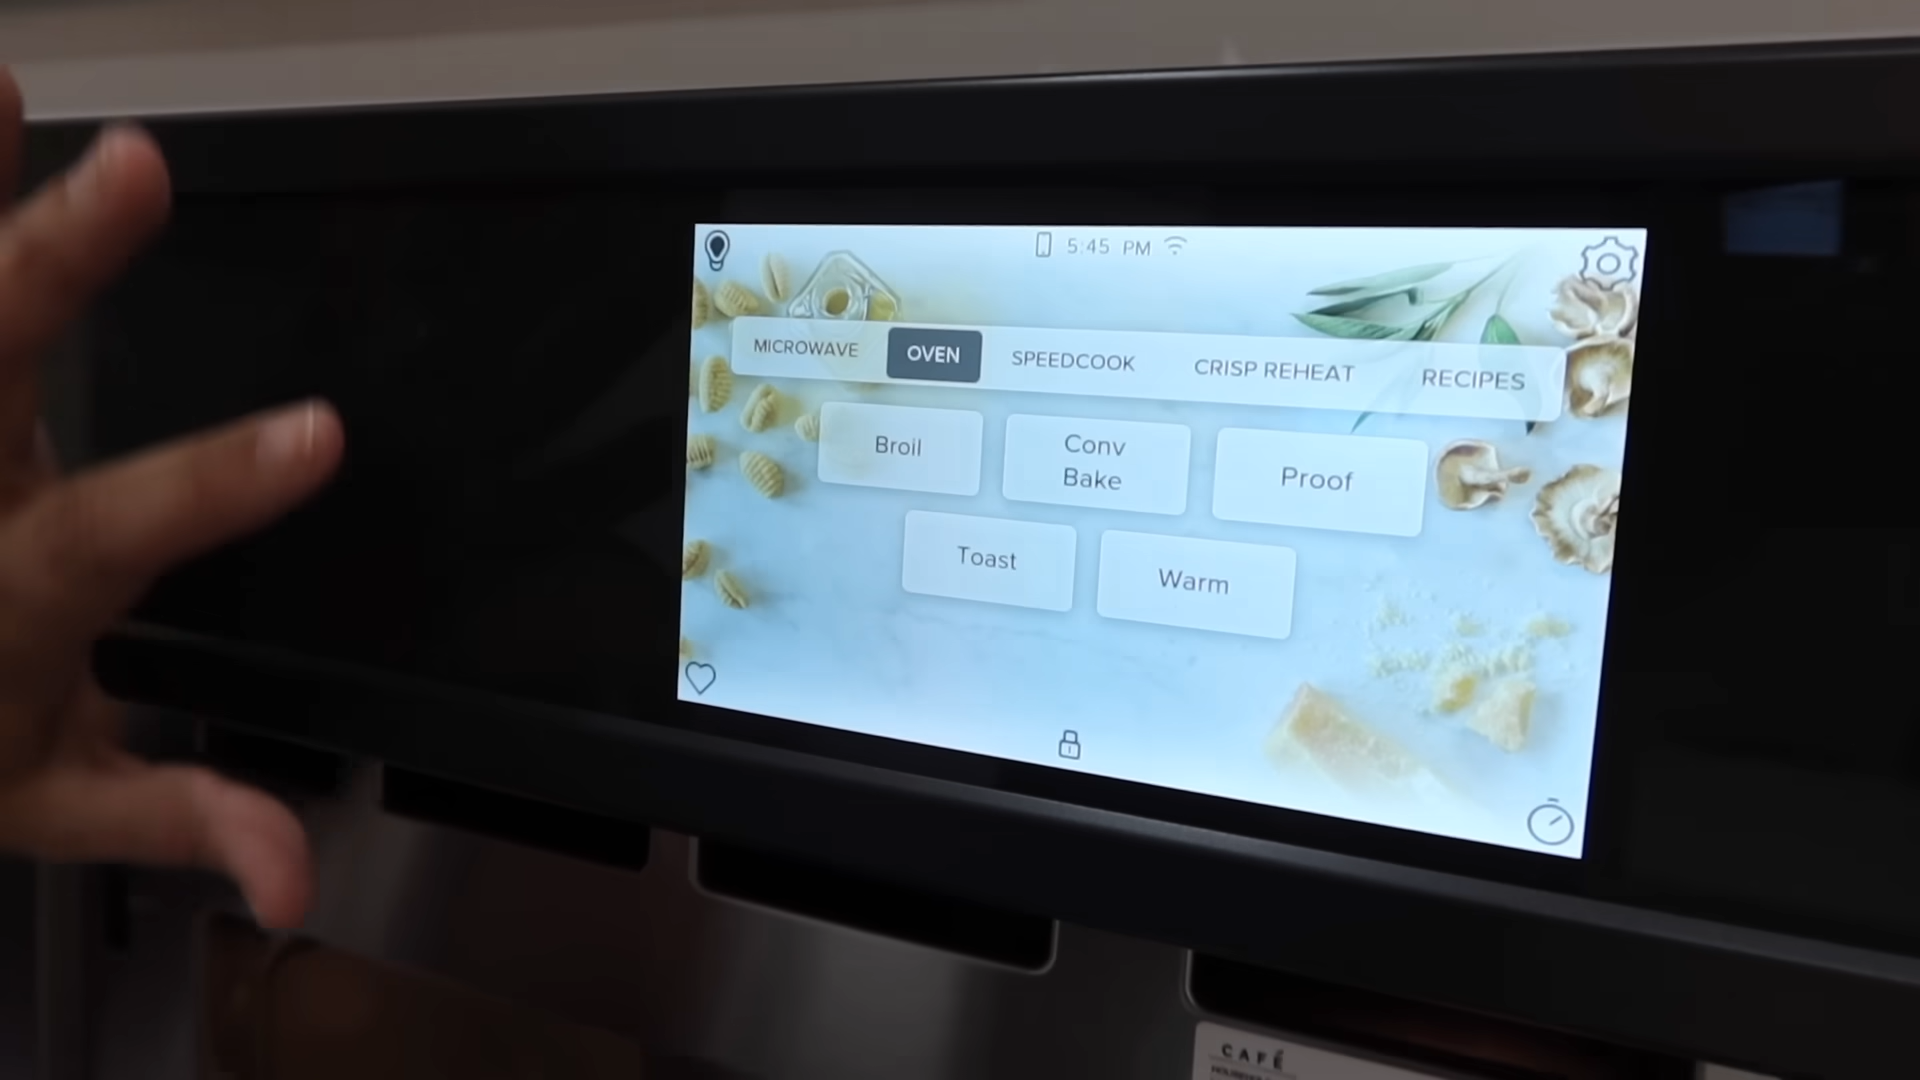 5:45 PM
MICROWAVE OVEN SPEEDCOOK CRISP REHEAT RECIPES
Broil
Conv
Bake
Proof
Toast
Warm
CAFÉ